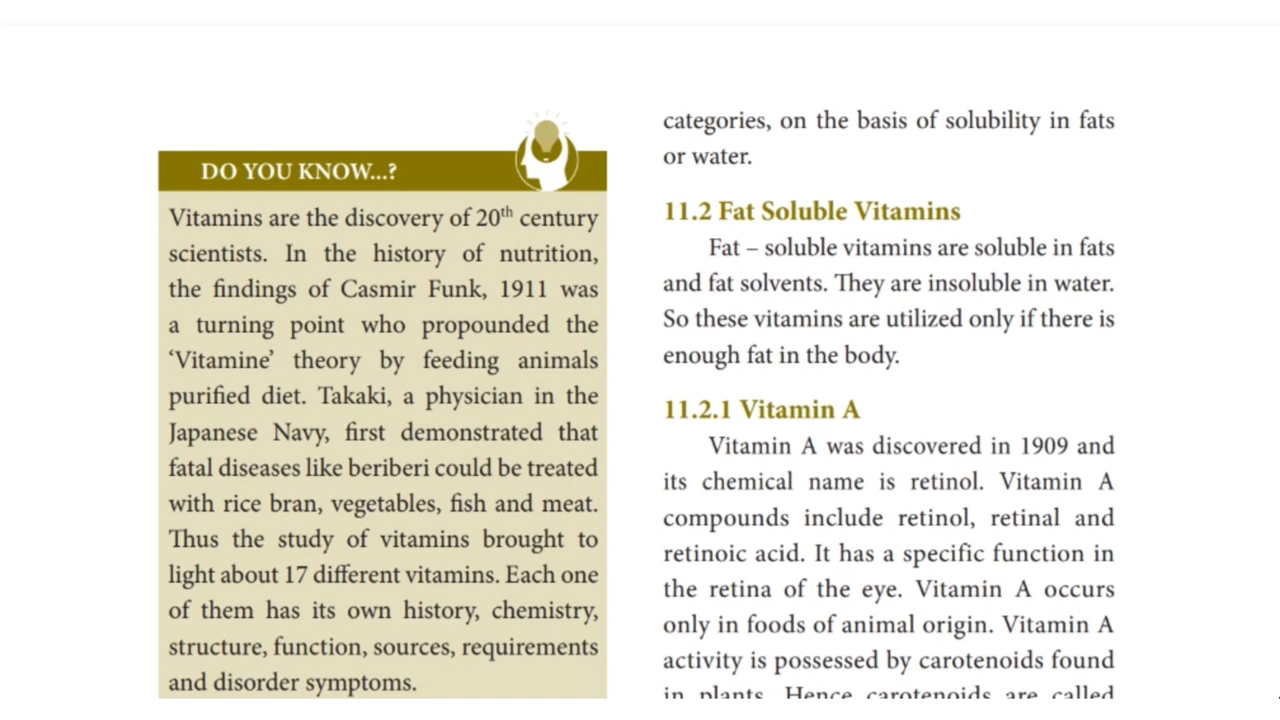 DO YOU KNOW...?
Vitamins are the discovery of 20th century
scientists. In the history of nutrition,
the findings of Casmir Funk, 1911 was
a turning point who propounded the
‘Vitamine’ theory by feeding animals
purified diet. Takaki, a physician in the
Japanese Navy, first demonstrated that
fatal diseases like beriberi could be treated
with rice bran, vegetables, fish and meat.
Thus the study of vitamins brought to
light about 17 different vitamins. Each one
of them has its own history, chemistry,
structure, function, sources, requirements
and disorder symptoms.
categories, on the basis of solubility in fats
or water.
11.2 Fat Soluble Vitamins
Fat – soluble vitamins are soluble in fats
and fat solvents. They are insoluble in water.
So these vitamins are utilized only if there is
enough fat in the body.
11.2.1 Vitamin A
Vitamin A was discovered in 1909 and
its chemical name is retinol. Vitamin A
compounds include retinol, retinal and
retinoic acid. It has a specific function in
the retina of the eye. Vitamin A occurs
only in foods of animal origin. Vitamin A
activity is possessed by carotenoids found
in plants. Hence carotenoids are called